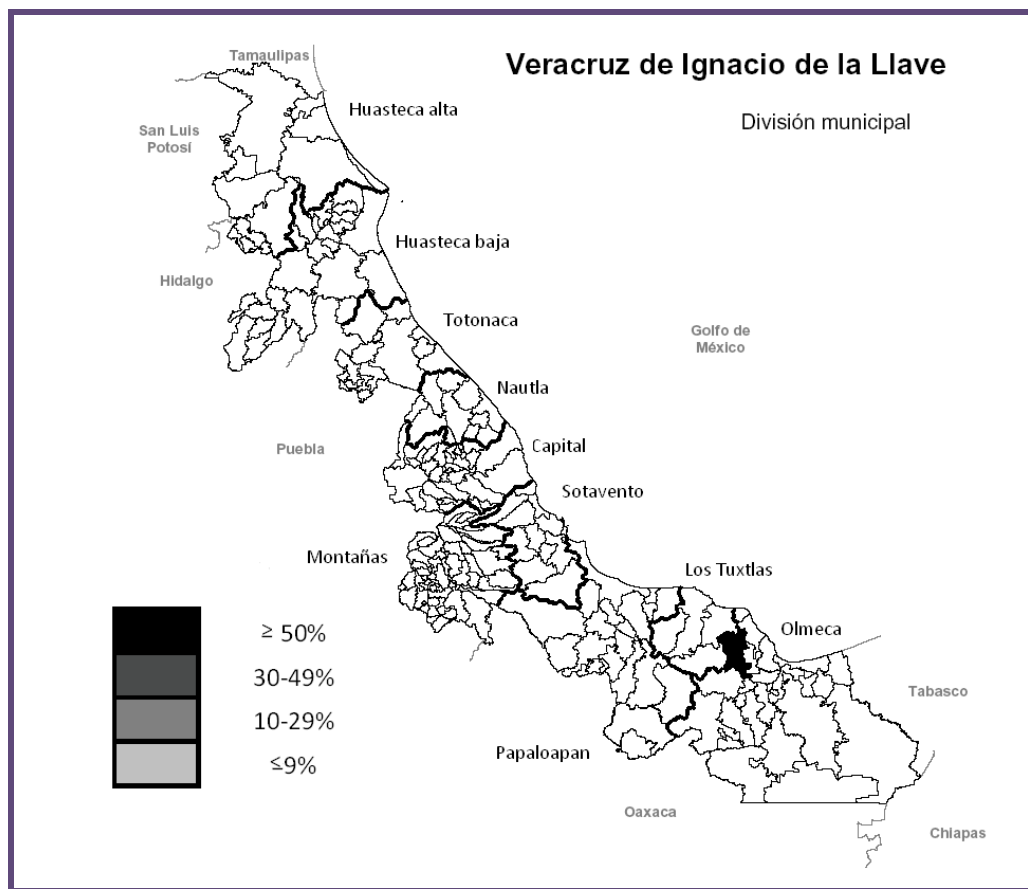 Veracruz de Ignacio de la Llave
División municipal
Tamaulipas
Huasteca alta
San Luis
Potosí
Huasteca baja
Hidalgo
Totonaca
Golfo de
México
Nautla
Puebla
Capital
Sotavento
Montañas
Los Tuxtlas
Olmeca
Tabasco
Papaloapan
Oaxaca
Chiapas
≥ 50%
30-49%
10-29%
≤9%